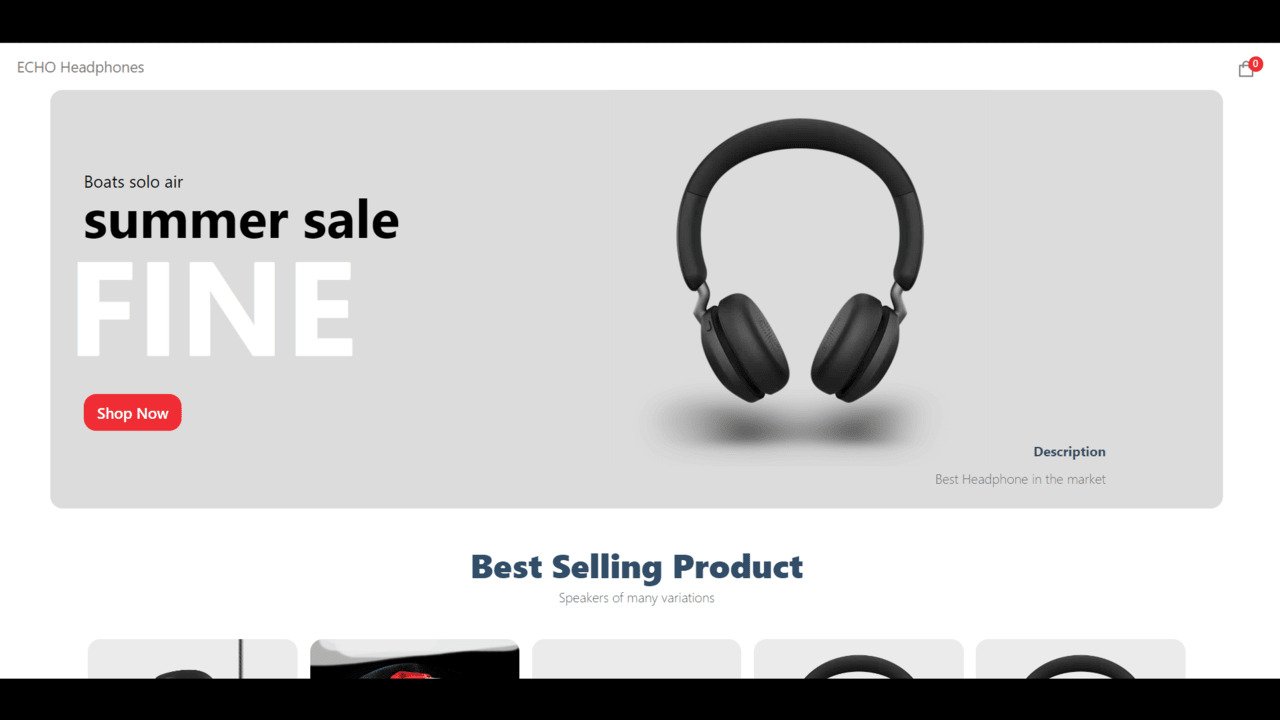 ECHO Headphones
0
Boats solo air
summer sale
FINE
Shop Now
Description
Best Headphone in the market
Best Selling Product
Speakers of many variations